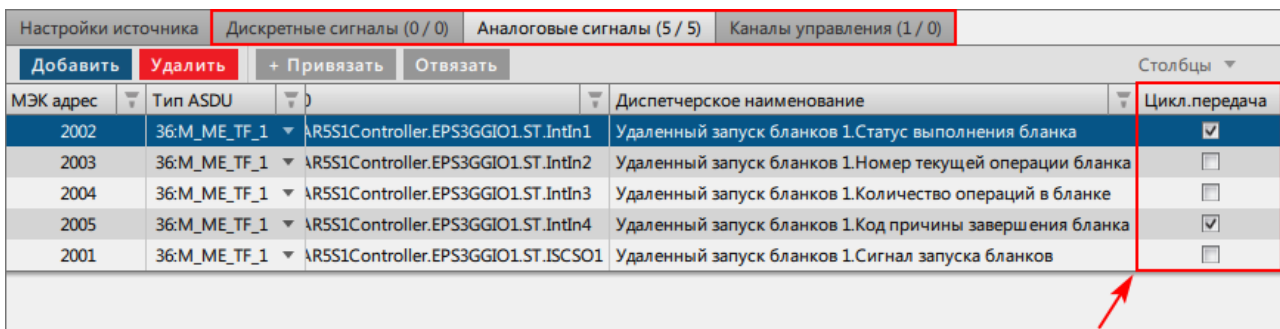 Настройки источника Дискретные сигналы (0 / 0) Аналоговые сигналы (5 / 5) Каналы управления (1 / 0)
Добавить Удалить + Привязать Отвязать Столбцы
МЭК адрес Тип ASDU Диспетчерское наименование Цикл.передача
2002 36:M_ME_TF_1 AR5S1Controller.EPS3GGIO1.ST.IntIn1 Удаленный запуск бланков 1.Статус выполнения бланка
2003 36:M_ME_TF_1 AR5S1Controller.EPS3GGIO1.ST.IntIn2 Удаленный запуск бланков 1.Номер текущей операции бланка
2004 36:M_ME_TF_1 AR5S1Controller.EPS3GGIO1.ST.IntIn3 Удаленный запуск бланков 1.Количество операций в бланке
2005 36:M_ME_TF_1 AR5S1Controller.EPS3GGIO1.ST.IntIn4 Удаленный запуск бланков 1.Код причины завершения бланка
2001 36:M_ME_TF_1 AR5S1Controller.EPS3GGIO1.ST.ISCSO1 Удаленный запуск бланков 1.Сигнал запуска бланков